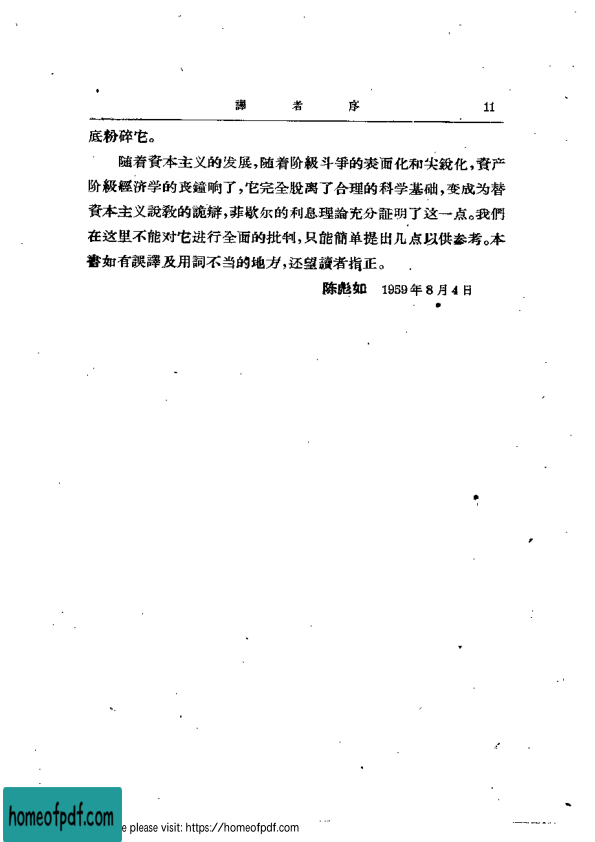 譯者序 11
底粉碎它。
随着資本主义的发展,随着阶級斗爭的表面化和尖銳化,資产
阶級經济学的丧鐘响了,它完全脫离了合理的科学基础,变成为替
資本主义說教的詭辯,菲歇尔的利息理論充分証明了这一点。我們
在这里不能对它进行全面的批判,只能簡单提出几点以供参考。本
書如有誤譯及用詞不当的地方,还望讀者指正。
陈彪如 1959年8月4日
homeofpdf.com
e please visit: https://homeofpdf.com